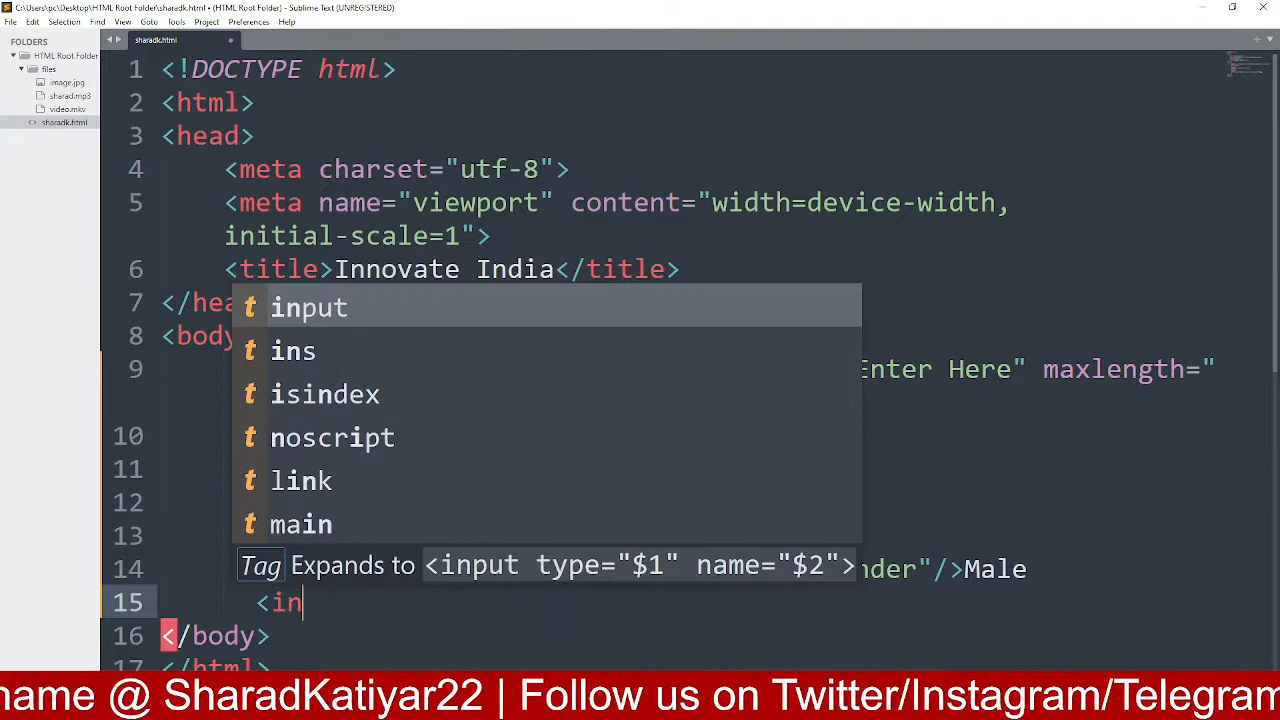 C:\Users\pc\Desktop\HTML Root Folder\sharadk.html • (HTML Root Folder) - Sublime Text (UNREGISTERED)
File Edit Selection Find View Goto Tools Project Preferences Help
FOLDERS
HTML Root Folder
files
image.jpg
sharad.mp3
video.mkv
sharadk.html
sharadk.html
1 <!DOCTYPE html>
2 <html>
3 <head>
4 <meta charset="utf-8">
5 <meta name="viewport" content="width=device-width,
initial-scale=1">
6 <title>Innovate India</title>
7 </hea
8 <body
9 Enter Here" maxlength="
10
11
12
13
14 nder"/>Male
15 <in
16 </body>
17 </html>
input
ins
isindex
noscript
link
main
Tag Expands to <input type="$1" name="$2">
name @ SharadKatiyar22 | Follow us on Twitter/Instagram/Telegram